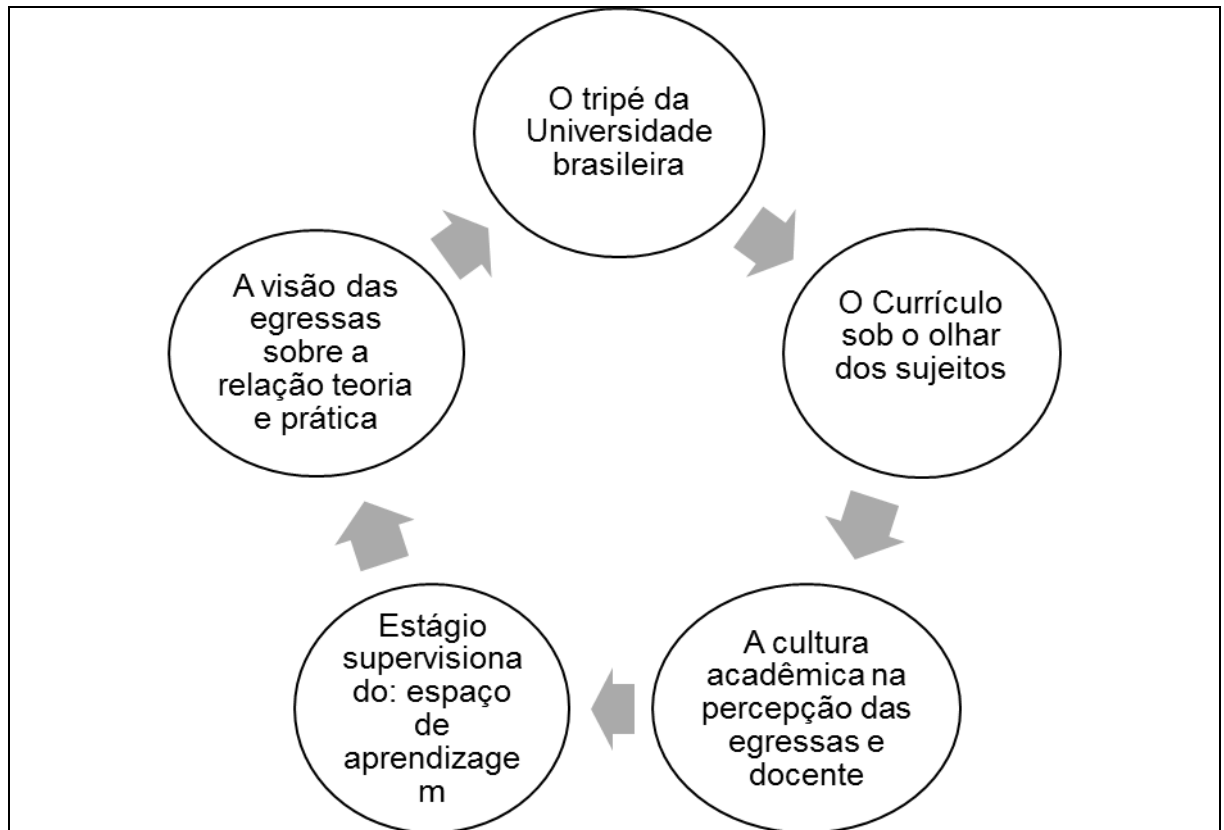 O tripé da
Universidade
brasileira
O Currículo
sob o olhar
dos sujeitos
A cultura
acadêmica na
percepção das
egressas e
docente
Estágio
supervisiona
do: espaço
de
aprendizage
m
A visão das
egressas
sobre a
relação teoria
e prática